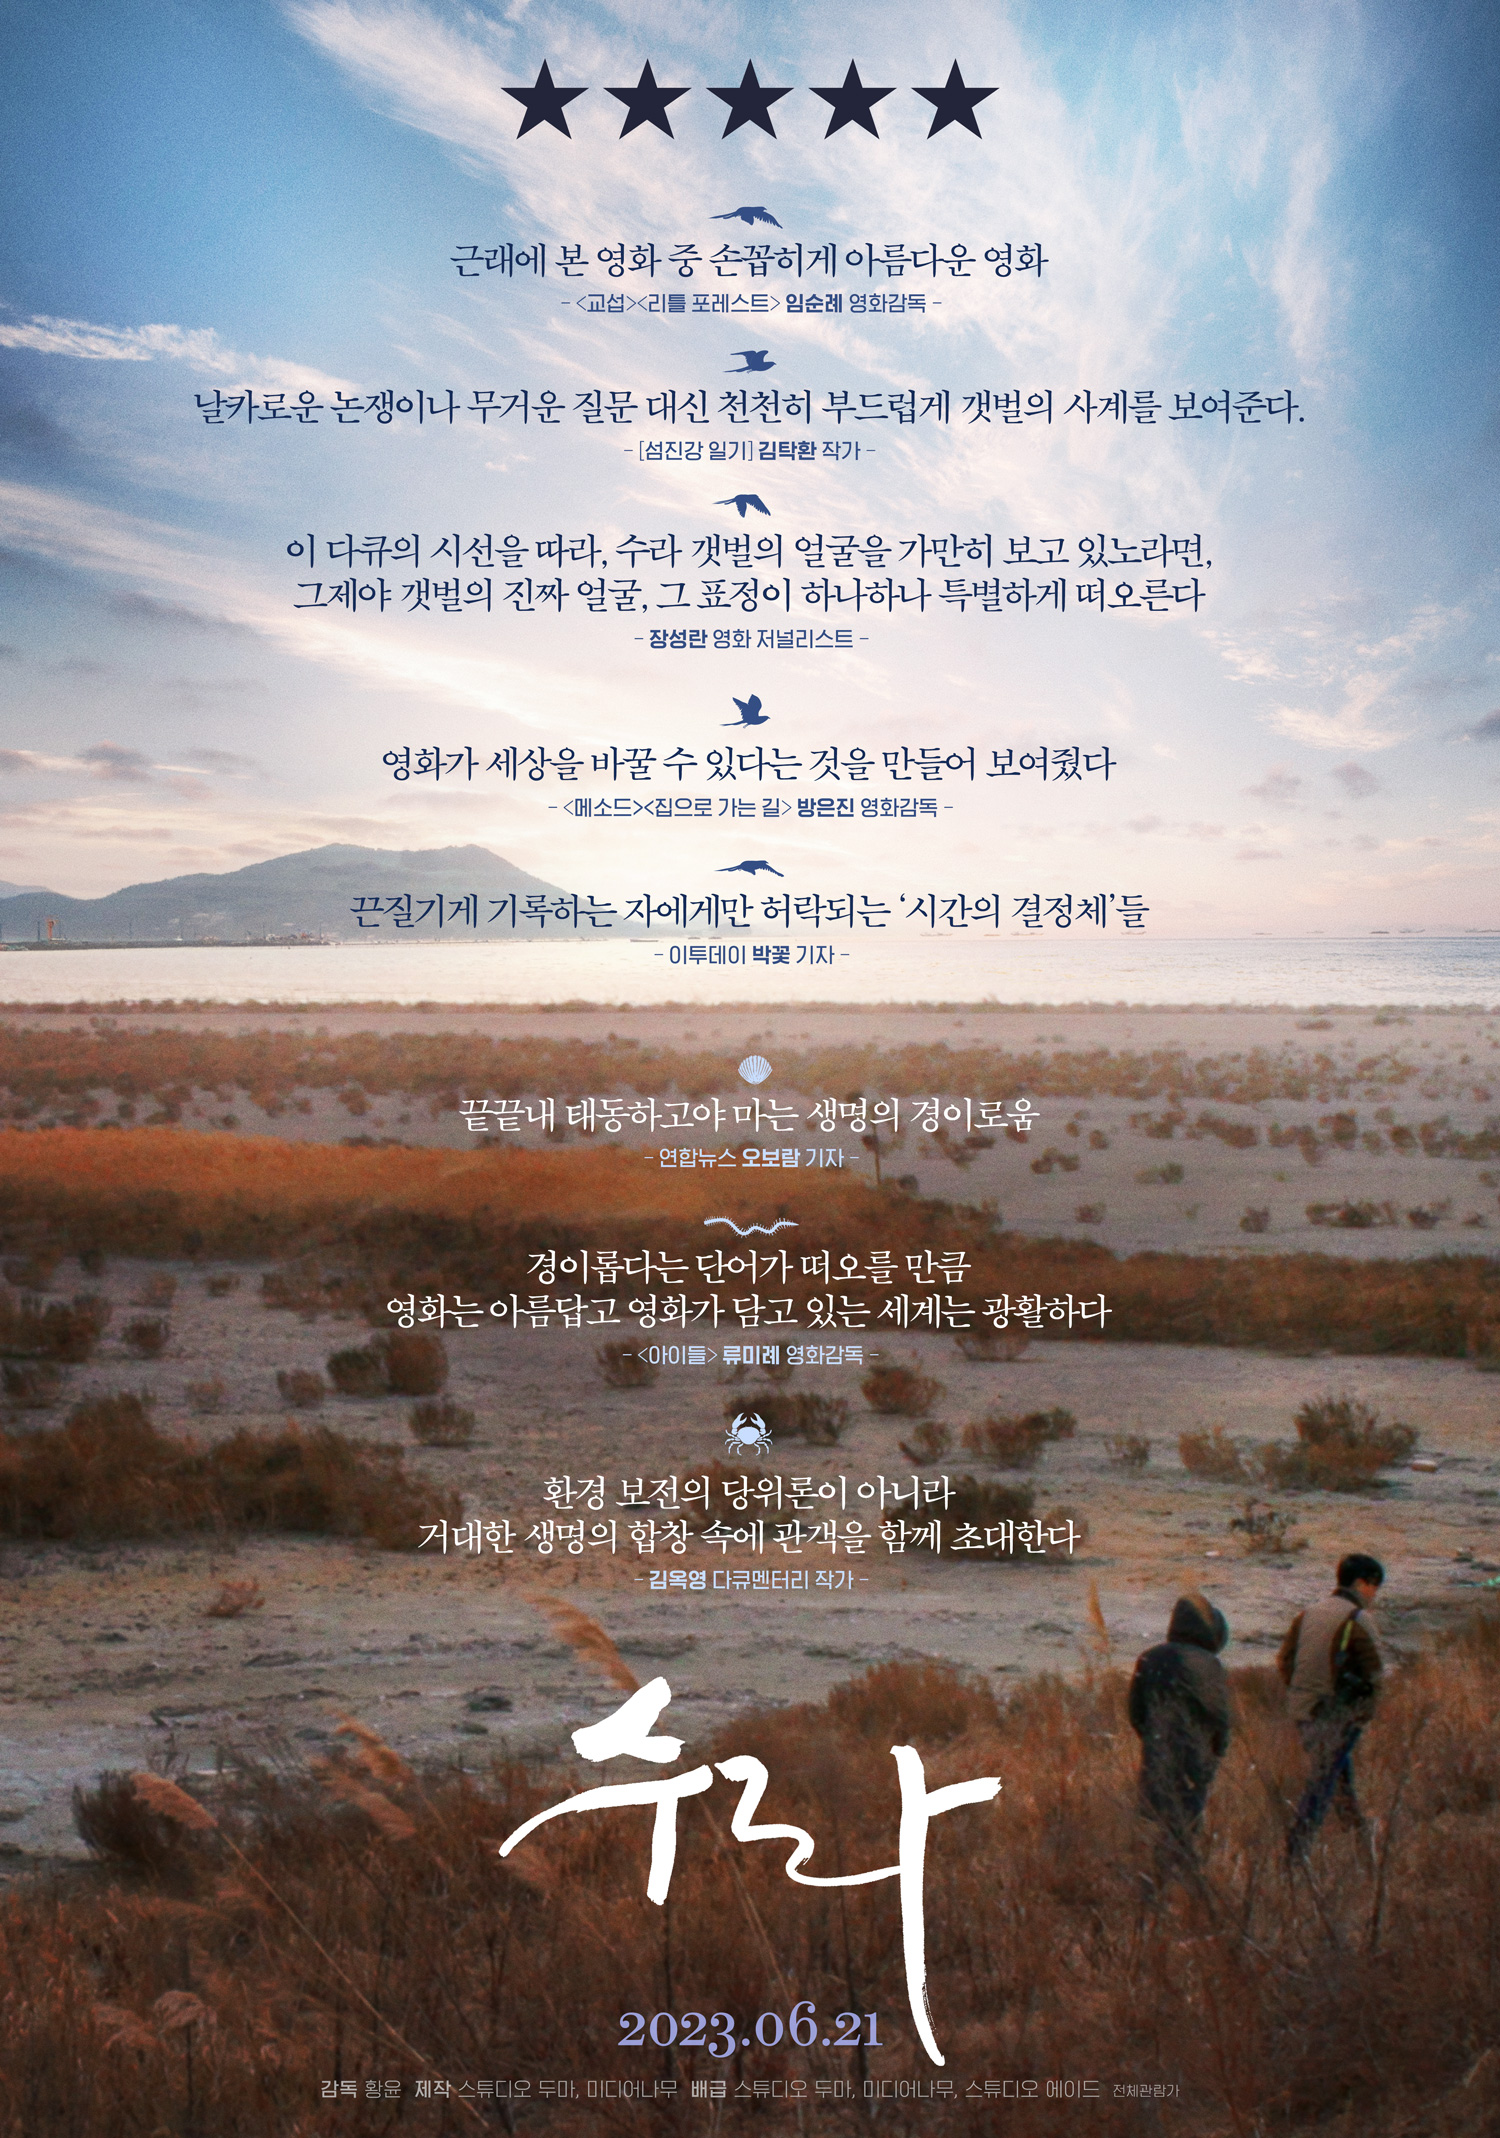 근래에 본 영화 중 손꼽히게 아름다운 영화
- <교섭><리틀 포레스트> 임순례 영화감독 -
날카로운 논쟁이나 무거운 질문 대신 천천히 부드럽게 갯벌의 사계를 보여준다.
- [섬진강 일기] 김탁환 작가 -
이 다큐의 시선을 따라, 수라 갯벌의 얼굴을 가만히 보고 있노라면,
그제야 갯벌의 진짜 얼굴, 그 표정이 하나하나 특별하게 떠오른다
- 장성란 영화 저널리스트 -
영화가 세상을 바꿀 수 있다는 것을 만들어 보여줬다
- <메소드><집으로 가는 길> 방은진 영화감독 -
끈질기게 기록하는 자에게만 허락되는 ‘시간의 결정체’들
- 이투데이 박꽃 기자 -
끝끝내 태동하고야 마는 생명의 경이로움
- 연합뉴스 오보람 기자 -
경이롭다는 단어가 떠오를 만큼
영화는 아름답고 영화가 담고 있는 세계는 광활하다
- <아이들> 류미례 영화감독 -
환경 보전의 당위론이 아니라
거대한 생명의 합창 속에 관객을 함께 초대한다
- 김옥영 다큐멘터리 작가 -
수라
2023.06.21
감독 황윤 제작 스튜디오 두마, 미디어나무 배급 스튜디오 두마, 미디어나무, 스튜디오 에이드 전체관람가